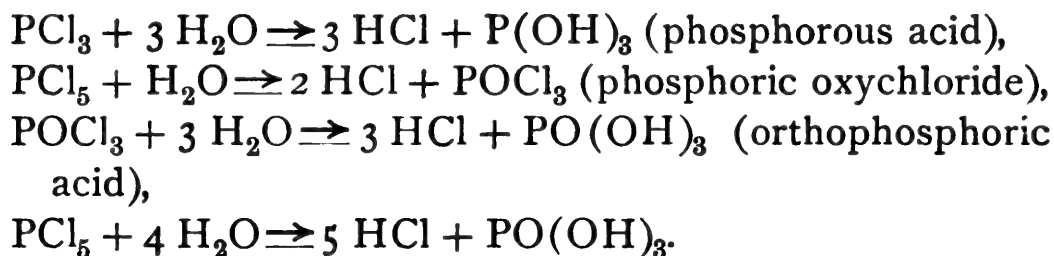 PCl₃ + 3 H₂O ⇌ 3 HCl + P(OH)₃ (phosphorous acid),
PCl₅ + H₂O ⇌ 2 HCl + POCl₃ (phosphoric oxychloride),
POCl₃ + 3 H₂O ⇌ 3 HCl + PO(OH)₃ (orthophosphoric
acid),
PCl₅ + 4 H₂O ⇌ 5 HCl + PO(OH)₃.